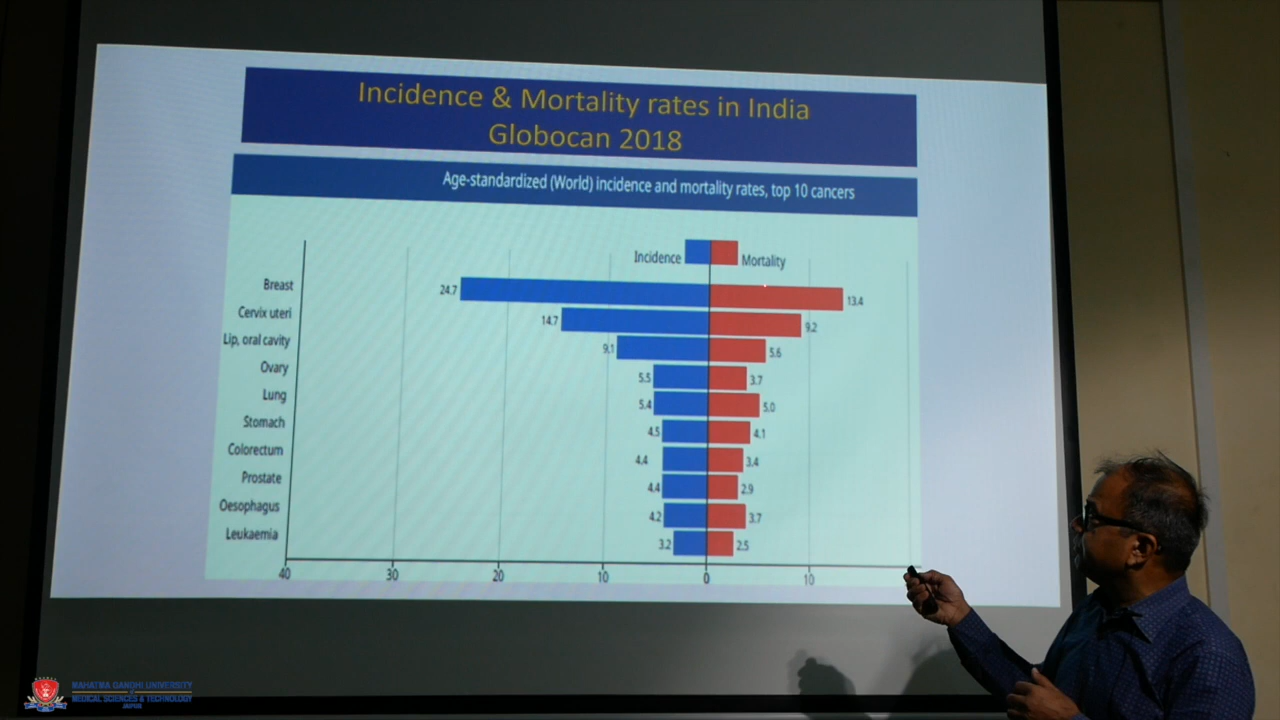 Incidence & Mortality rates in India
Globocan 2018
Age-standardized (World) incidence and mortality rates, top 10 cancers
Incidence Mortality
Breast 24.7 13.4
Cervix uteri 14.7 9.2
Lip, oral cavity 9.1 5.6
Ovary 5.5 3.7
Lung 5.4 5.0
Stomach 4.5 4.1
Colorectum 4.4 3.4
Prostate 4.4 2.9
Oesophagus 4.2 3.7
Leukaemia 3.2 2.5
40 30 20 10 0 10
MAHATMA GANDHI UNIVERSITY
MEDICAL SCIENCES & TECHNOLOGY
JAIPUR